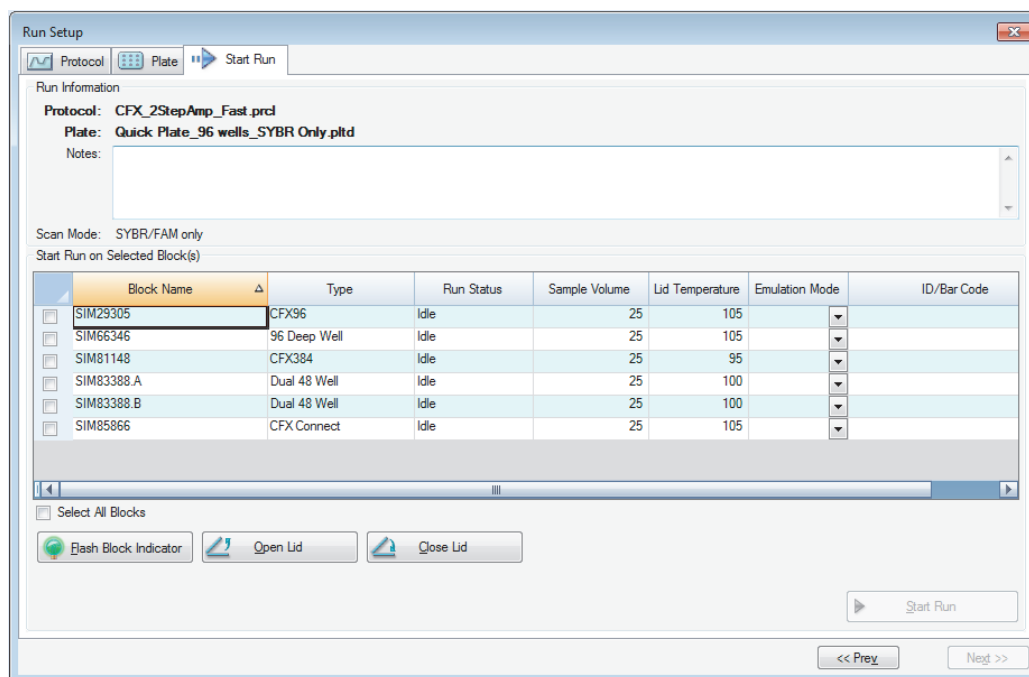 Run Setup
Protocol Plate Start Run
Run Information
Protocol: CFX_2StepAmp_Fast.prcl
Plate: Quick Plate_96 wells_SYBR Only.pltd
Notes:
Scan Mode: SYBR/FAM only
Start Run on Selected Block(s)
Block Name Type Run Status Sample Volume Lid Temperature Emulation Mode ID/Bar Code
SIM29305 CFX96 Idle 25 105
SIM66346 96 Deep Well Idle 25 105
SIM81148 CFX384 Idle 25 95
SIM83388.A Dual 48 Well Idle 25 100
SIM83388.B Dual 48 Well Idle 25 100
SIM85866 CFX Connect Idle 25 105
Select All Blocks
Flash Block Indicator Open Lid Close Lid
Start Run
<< Prev Next >>